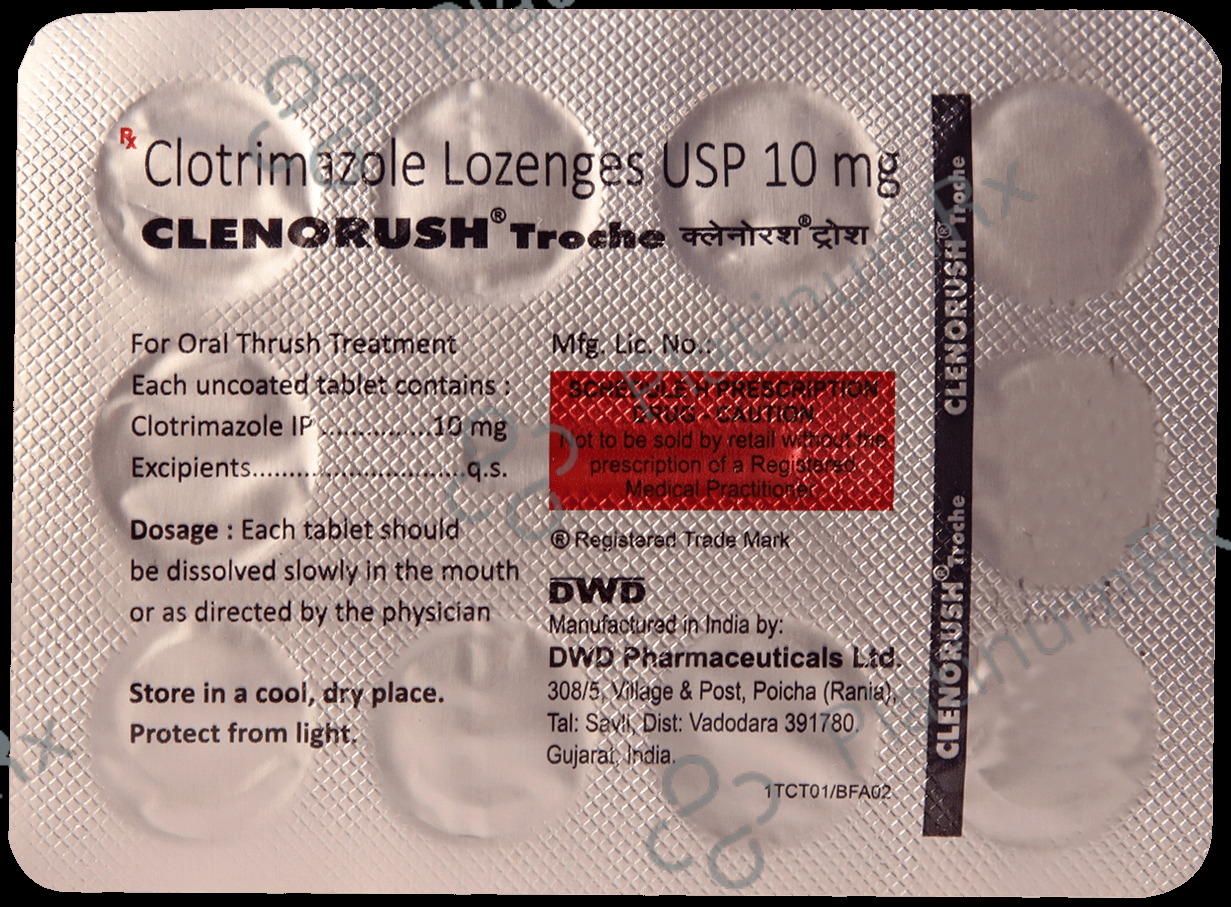 Rx Clotrimazole Lozenges USP 10 mg
CLENORUSH® Troche क्लेनोरश® ट्रोश
For Oral Thrush Treatment
Each uncoated tablet contains :
Clotrimazole IP ..............10 mg
Excipients.............................q.s.
Dosage : Each tablet should
be dissolved slowly in the mouth
or as directed by the physician
Store in a cool, dry place.
Protect from light.
Mfg. Lic. No.:
SCHEDULE H PRESCRIPTION
DRUG - CAUTION
Not to be sold by retail without the
prescription of a Registered
Medical Practitioner
® Registered Trade Mark
DWD
Manufactured in India by:
DWD Pharmaceuticals Ltd.
308/5, Village & Post, Poicha (Rania),
Tal: Savli, Dist: Vadodara 391780.
Gujarat, India.
1TCT01/BFA02
CLENORUSH® Troche
CLENORUSH® Troche
PlatinumRx
PlatinumRx
PlatinumRx